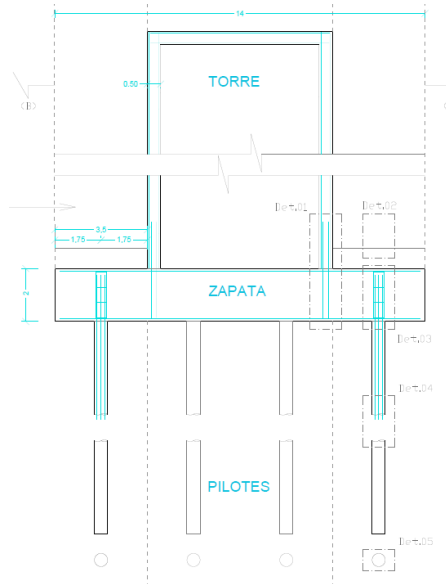 14
TORRE
0,50
(B)
Det.01
Det.02
3,5
1,75
1,75
ZAPATA
2
Det.03
Det.04
PILOTES
Det.05